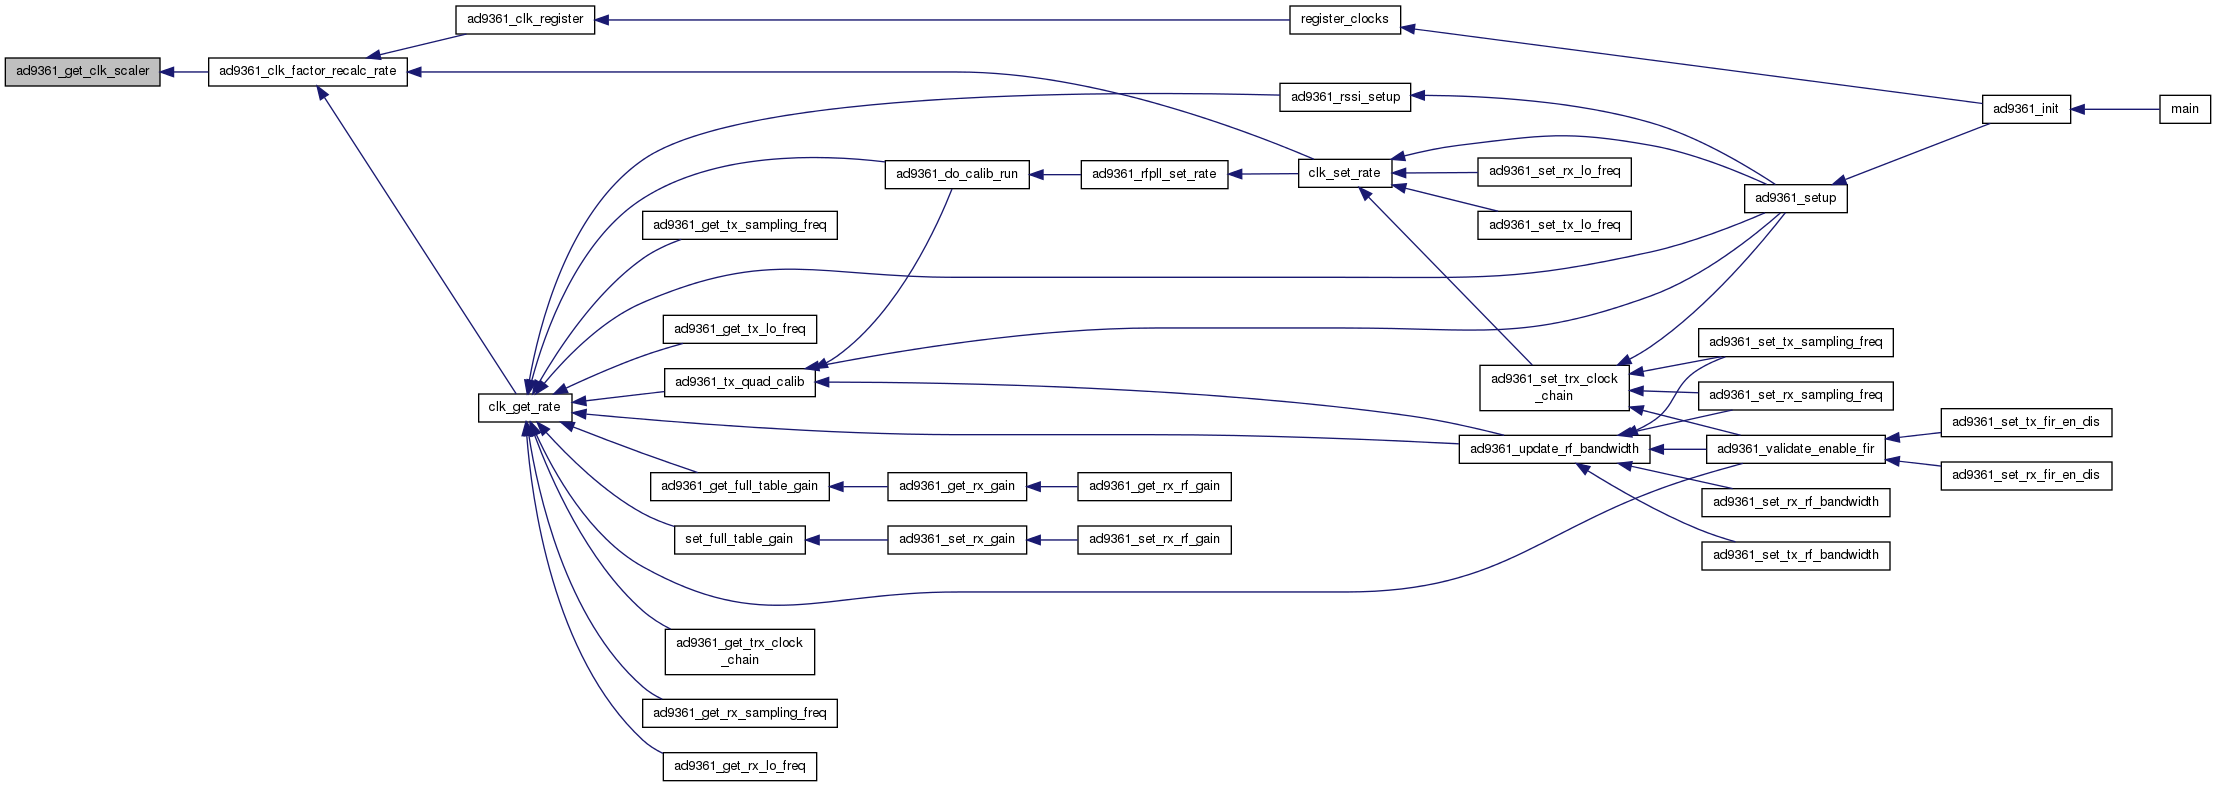 ad9361_clk_register
register_clocks
ad9361_get_clk_scaler
ad9361_clk_factor_recalc_rate
ad9361_rssi_setup
ad9361_init
main
ad9361_do_calib_run
ad9361_rfpll_set_rate
clk_set_rate
ad9361_set_rx_lo_freq
ad9361_setup
ad9361_get_tx_sampling_freq
ad9361_set_tx_lo_freq
ad9361_get_tx_lo_freq
ad9361_set_tx_sampling_freq
ad9361_tx_quad_calib
ad9361_set_trx_clock
_chain
ad9361_set_rx_sampling_freq
clk_get_rate
ad9361_set_tx_fir_en_dis
ad9361_update_rf_bandwidth
ad9361_validate_enable_fir
ad9361_set_rx_fir_en_dis
ad9361_get_full_table_gain
ad9361_get_rx_gain
ad9361_get_rx_rf_gain
ad9361_set_rx_rf_bandwidth
set_full_table_gain
ad9361_set_rx_gain
ad9361_set_rx_rf_gain
ad9361_set_tx_rf_bandwidth
ad9361_get_trx_clock
_chain
ad9361_get_rx_sampling_freq
ad9361_get_rx_lo_freq